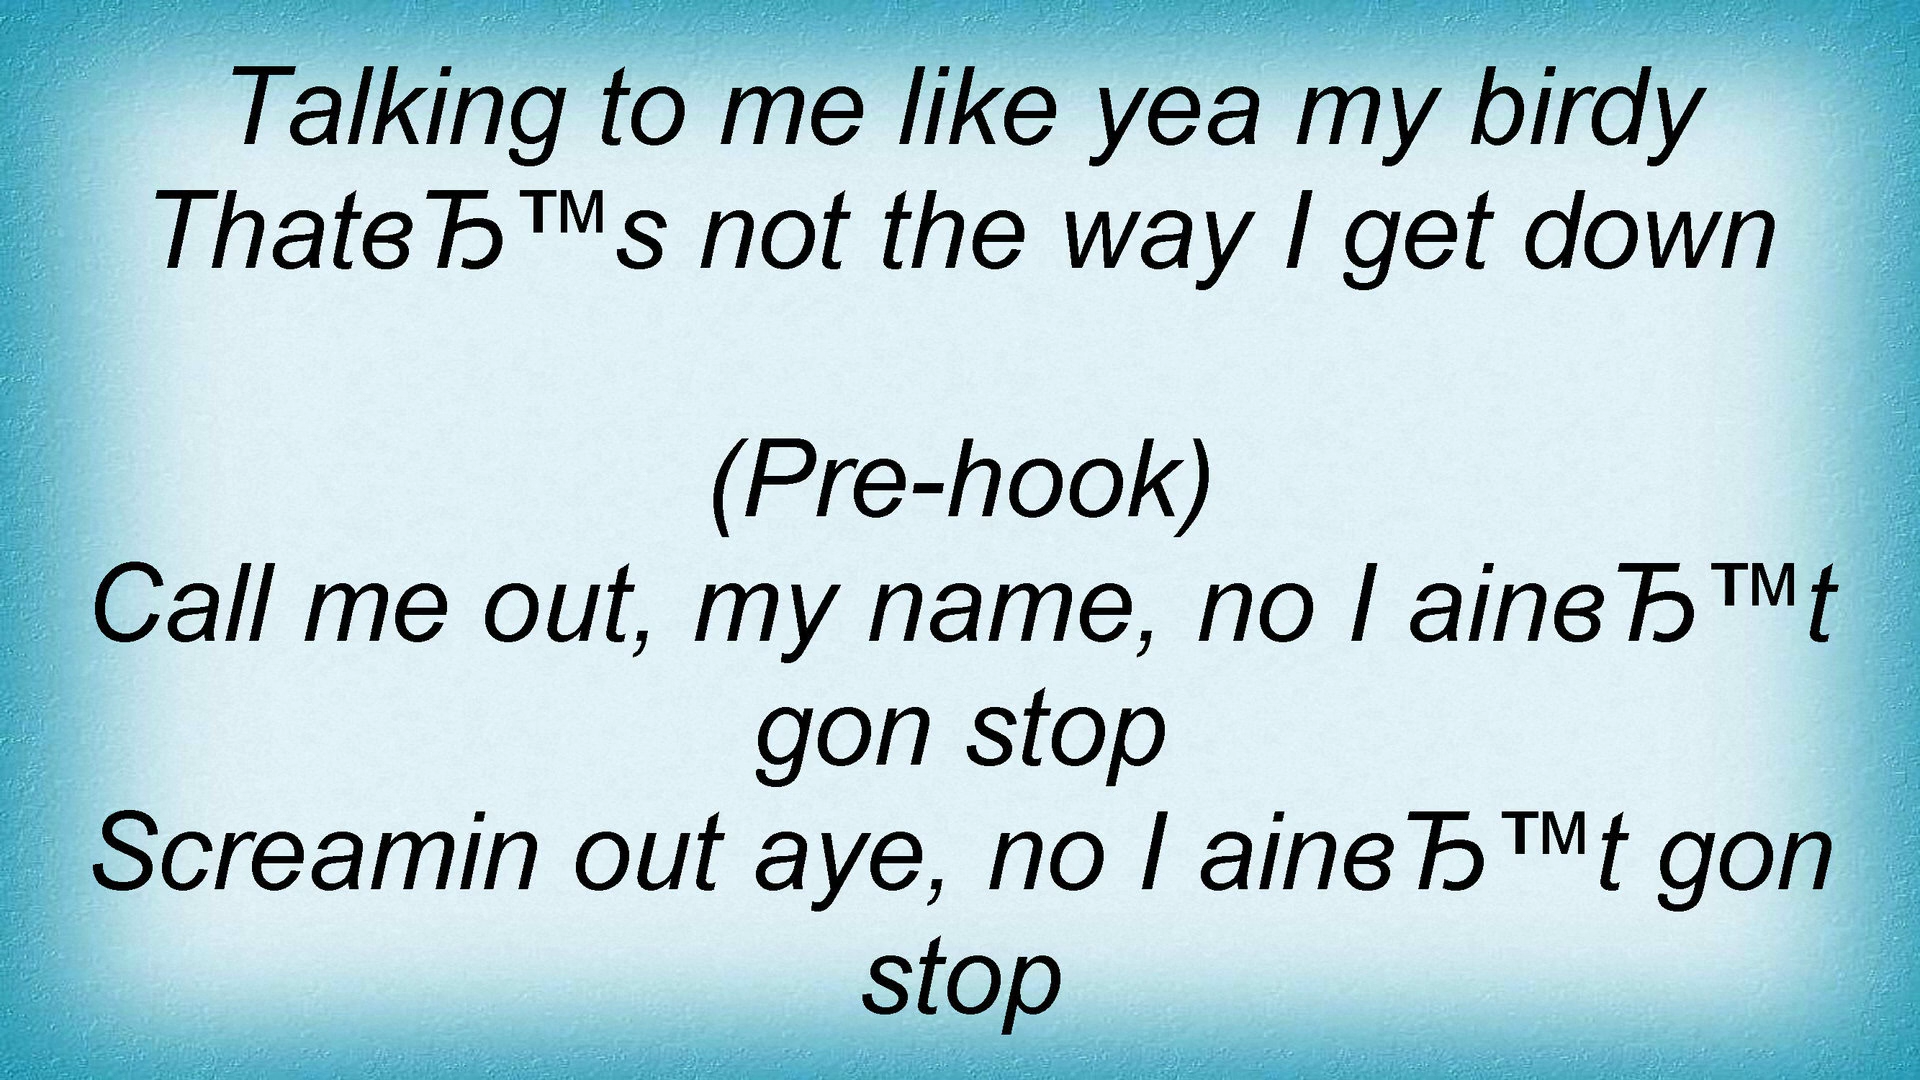 Talking to me like yea my birdy
ThatвЂ™s not the way I get down
(Pre-hook)
Call me out, my name, no I ainвЂ™t
gon stop
Screamin out aye, no I ainвЂ™t gon
stop